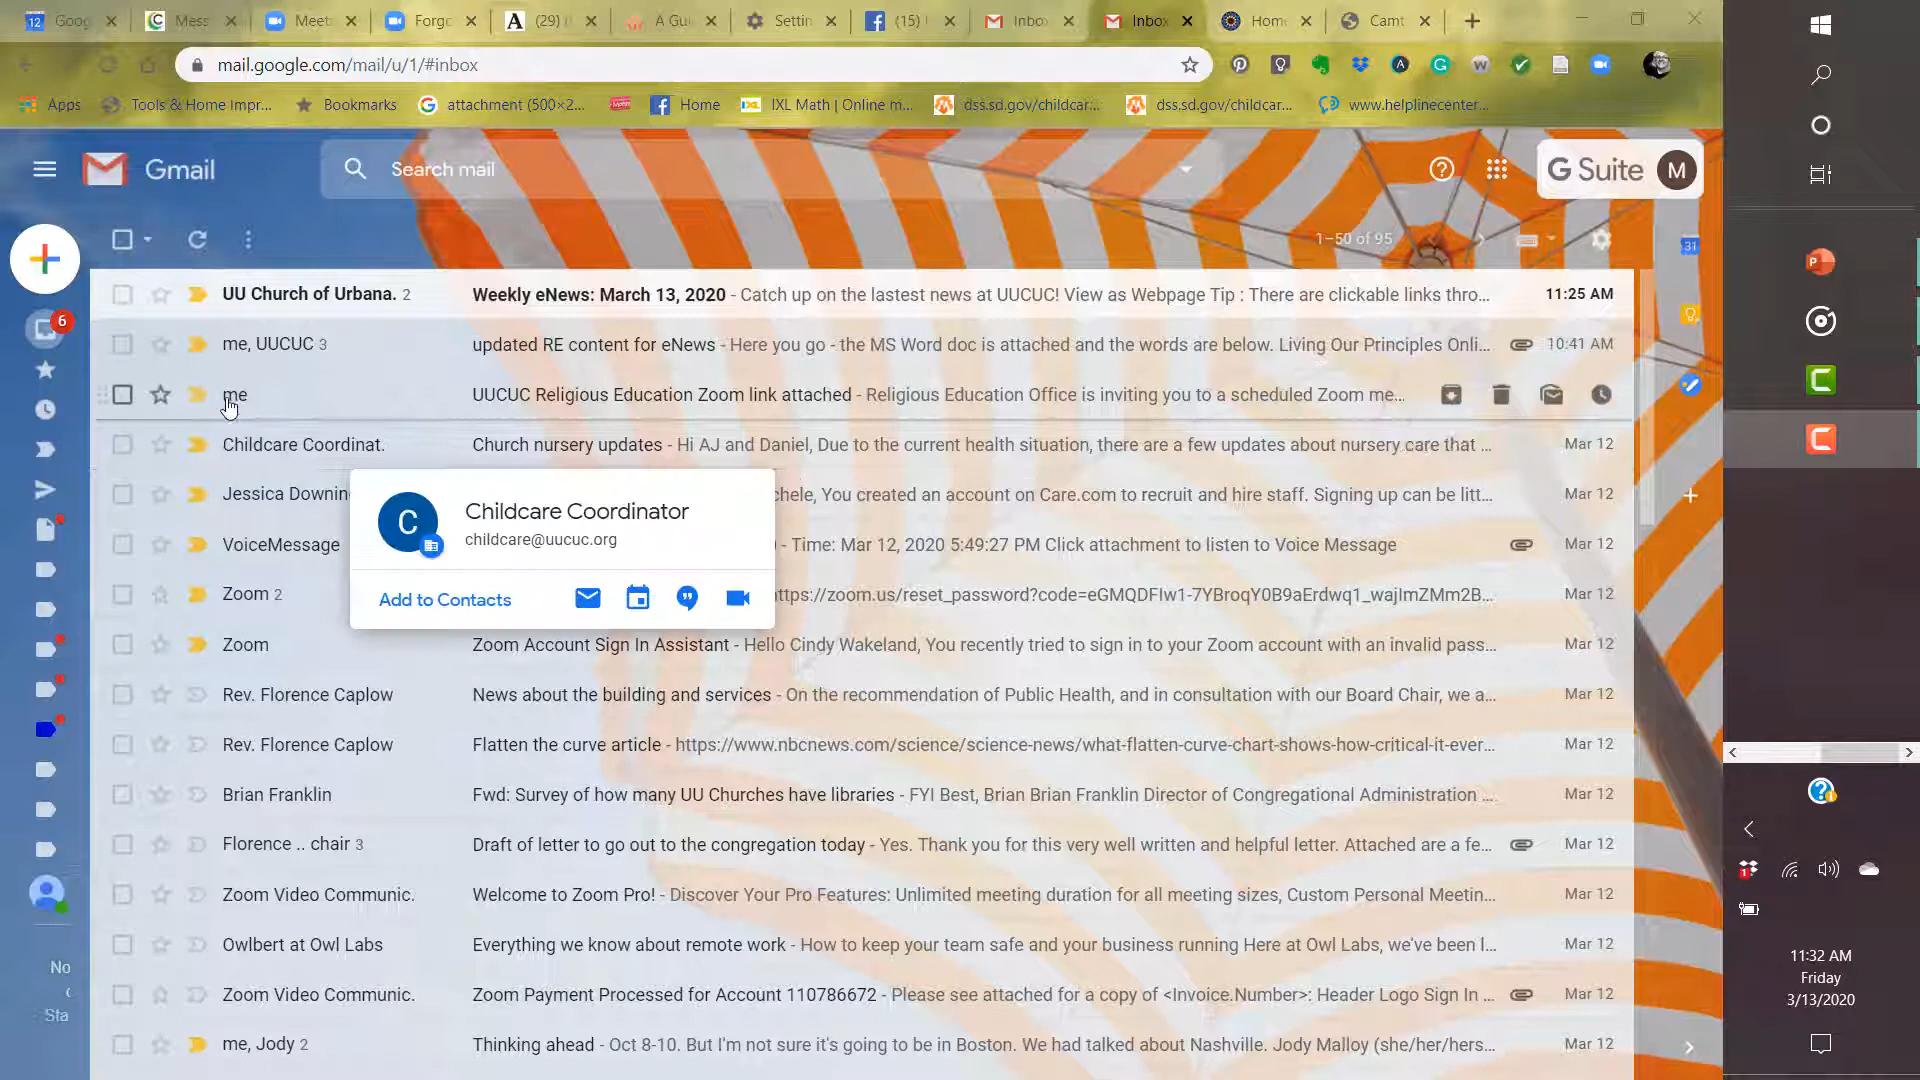 12 Goog
Mess
Meet
Forgo
A (29) (
A Gui
Settin
(15)
Inbo
Inbox
Home
Camt
mail.google.com/mail/u/1/#inbox
Apps
Tools & Home Impr...
Bookmarks
attachment (500×2...
Home
IXL Math | Online m...
dss.sd.gov/childcar...
dss.sd.gov/childcar...
www.helplinecenter...
Gmail
Search mail
G Suite M
1–50 of 95
31
6
UU Church of Urbana. 2 Weekly eNews: March 13, 2020 - Catch up on the lastest news at UUCUC! View as Webpage Tip : There are clickable links thro... 11:25 AM
me, UUCUC 3 updated RE content for eNews - Here you go - the MS Word doc is attached and the words are below. Living Our Principles Onli... 10:41 AM
me UUCUC Religious Education Zoom link attached - Religious Education Office is inviting you to a scheduled Zoom me...
Childcare Coordinat. Church nursery updates - Hi AJ and Daniel, Due to the current health situation, there are a few updates about nursery care that ... Mar 12
Jessica Downin chele, You created an account on Care.com to recruit and hire staff. Signing up can be litt... Mar 12
C Childcare Coordinator
childcare@uucuc.org
VoiceMessage - Time: Mar 12, 2020 5:49:27 PM Click attachment to listen to Voice Message Mar 12
Add to Contacts
Zoom 2 Mar 12
Zoom Zoom Account Sign In Assistant - Hello Cindy Wakeland, You recently tried to sign in to your Zoom account with an invalid pass... Mar 12
Rev. Florence Caplow News about the building and services - On the recommendation of Public Health, and in consultation with our Board Chair, we a... Mar 12
Rev. Florence Caplow Flatten the curve article - https://www.nbcnews.com/science/science-news/what-flatten-curve-chart-shows-how-critical-it-ever... Mar 12
Brian Franklin Fwd: Survey of how many UU Churches have libraries - FYI Best, Brian Brian Franklin Director of Congregational Administration ... Mar 12
Florence .. chair 3 Draft of letter to go out to the congregation today - Yes. Thank you for this very well written and helpful letter. Attached are a fe... Mar 12
Zoom Video Communic. Welcome to Zoom Pro! - Discover Your Pro Features: Unlimited meeting duration for all meeting sizes, Custom Personal Meetin... Mar 12
Owlbert at Owl Labs Everything we know about remote work - How to keep your team safe and your business running Here at Owl Labs, we've been l... Mar 12
Zoom Video Communic. Zoom Payment Processed for Account 110786672 - Please see attached for a copy of <Invoice.Number>: Header Logo Sign In ... Mar 12
me, Jody 2 Thinking ahead - Oct 8-10. But I'm not sure it's going to be in Boston. We had talked about Nashville. Jody Malloy (she/her/hers... Mar 12
No
Sta
11:32 AM
Friday
3/13/2020